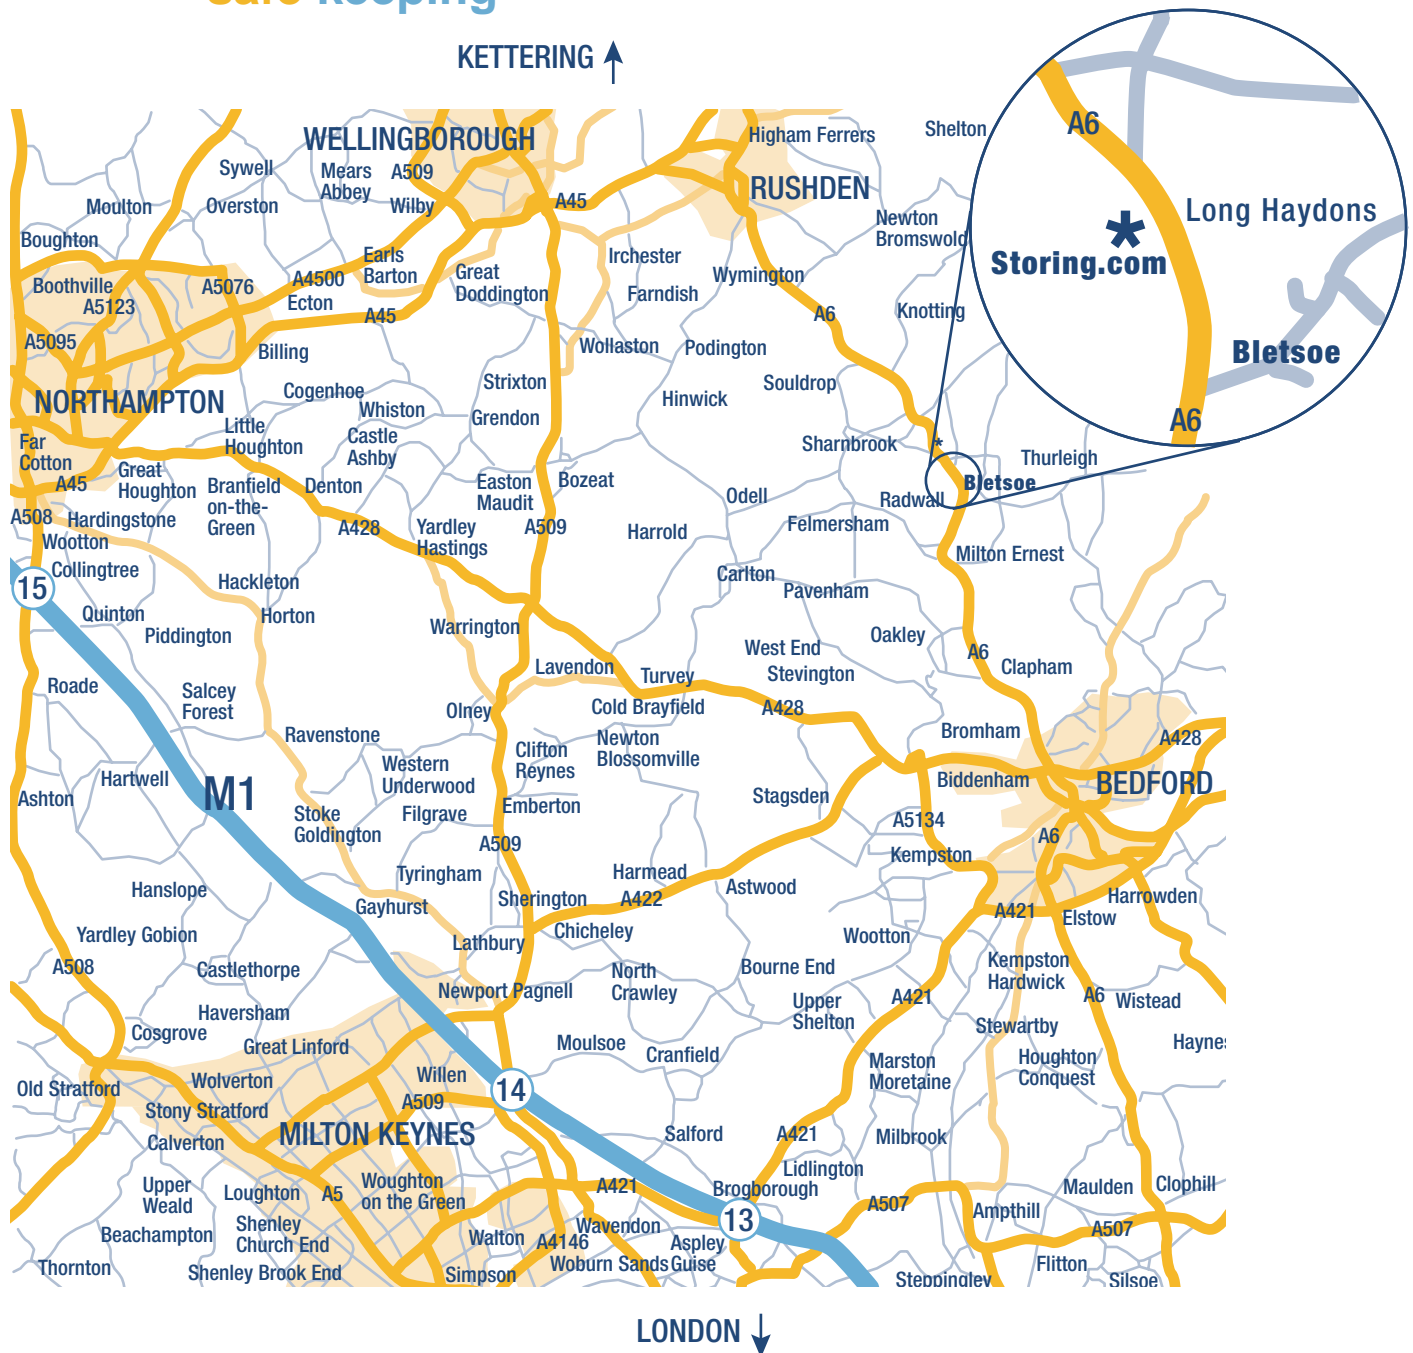 safe keeping
KETTERING
WELLINGBOROUGH
Higham Ferrers
Shelton
A6
Sywell
Mears
Abbey
A509
RUSHDEN
Moulton
Overston
Wilby
A45
Long Haydons
Newton
Bromswold
Boughton
Earls
Barton
Irchester
Storing.com
*
Boothville
A5076
A4500
Great
Doddington
Wymington
A5123
Ecton
Farndish
A45
A6
Knotting
A5095
Billing
Wollaston
Podington
Bletsoe
Cogenhoe
Strixton
Souldrop
NORTHAMPTON
Whiston
Grendon
Hinwick
A6
Far
Cotton
Little
Houghton
Castle
Ashby
Sharnbrook
*
Thurleigh
A45
Great
Houghton
Branfield
on-the-
Green
Denton
Easton
Maudit
Bozeat
Odell
Radwall
Bletsoe
A508
Hardingstone
A428
Yardley
Hastings
A509
Harrold
Felmersham
Wootton
Milton Ernest
15
Collingtree
Hackleton
Carlton
Pavenham
Quinton
Horton
Piddington
Warrington
Oakley
West End
A6
Clapham
Lavendon
Turvey
Stevington
Roade
Salcey
Forest
Olney
Cold Brayfield
A428
Ravenstone
Bromham
A428
Clifton
Reynes
Newton
Blossomville
Western
Underwood
Hartwell
M1
Biddenham
BEDFORD
Ashton
Stoke
Goldington
Filgrave
Emberton
Stagsden
A5134
A6
A509
Kempston
Tyringham
Harmead
Hanslope
Sherington
A422
Astwood
Harrowden
Gayhurst
A421
Elstow
Yardley Gobion
Lathbury
Chicheley
Wootton
A508
Castlethorpe
North
Crawley
Bourne End
Kempston
Hardwick
Newport Pagnell
Upper
Shelton
A421
A6
Wistead
Haversham
Cosgrove
Stewartby
Great Linford
Moulsoe
Cranfield
Haynes
Marston
Moretaine
Houghton
Conquest
Old Stratford
Wolverton
Willen
14
Stony Stratford
A509
Calverton
MILTON KEYNES
Salford
A421
Milbrook
Lidlington
Upper
Weald
Loughton
A5
Woughton
on the Green
A421
Brogborough
A507
Maulden
Clophill
Ampthill
Beachampton
Shenley
Church End
Walton
A4146
Wavendon
13
A507
Aspley
Guise
Thornton
Shenley Brook End
Simpson
Woburn Sands
Flitton
Steppingley
Silsoe
LONDON